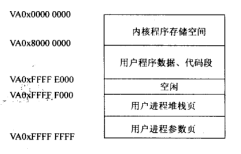 VA0x0000 0000
内核程序存储空间
VA0x8000 0000
用户程序数据、代码段
VA0xFFFF E000
空闲
VA0xFFFF F000
用户进程堆栈页
用户进程参数页
VA0xFFFF FFFF